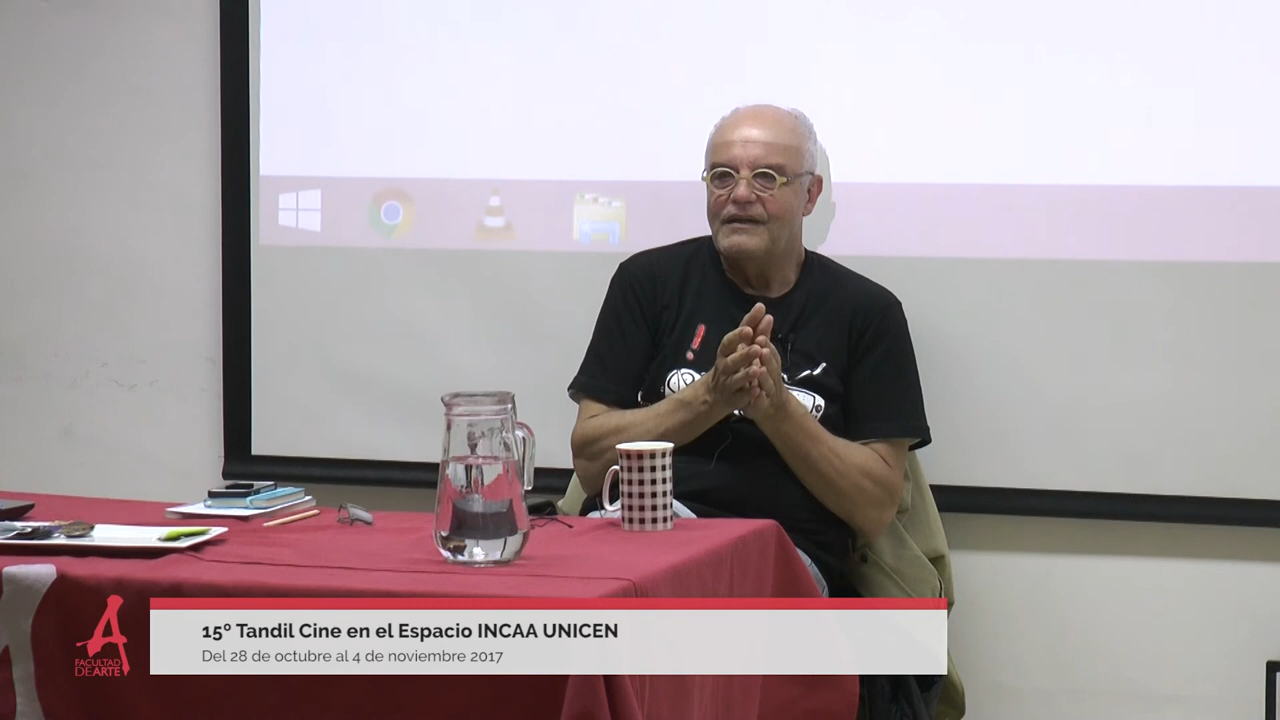 15º Tandil Cine en el Espacio INCAA UNICEN
Del 28 de octubre al 4 de noviembre 2017
FACULTAD
DE ARTE